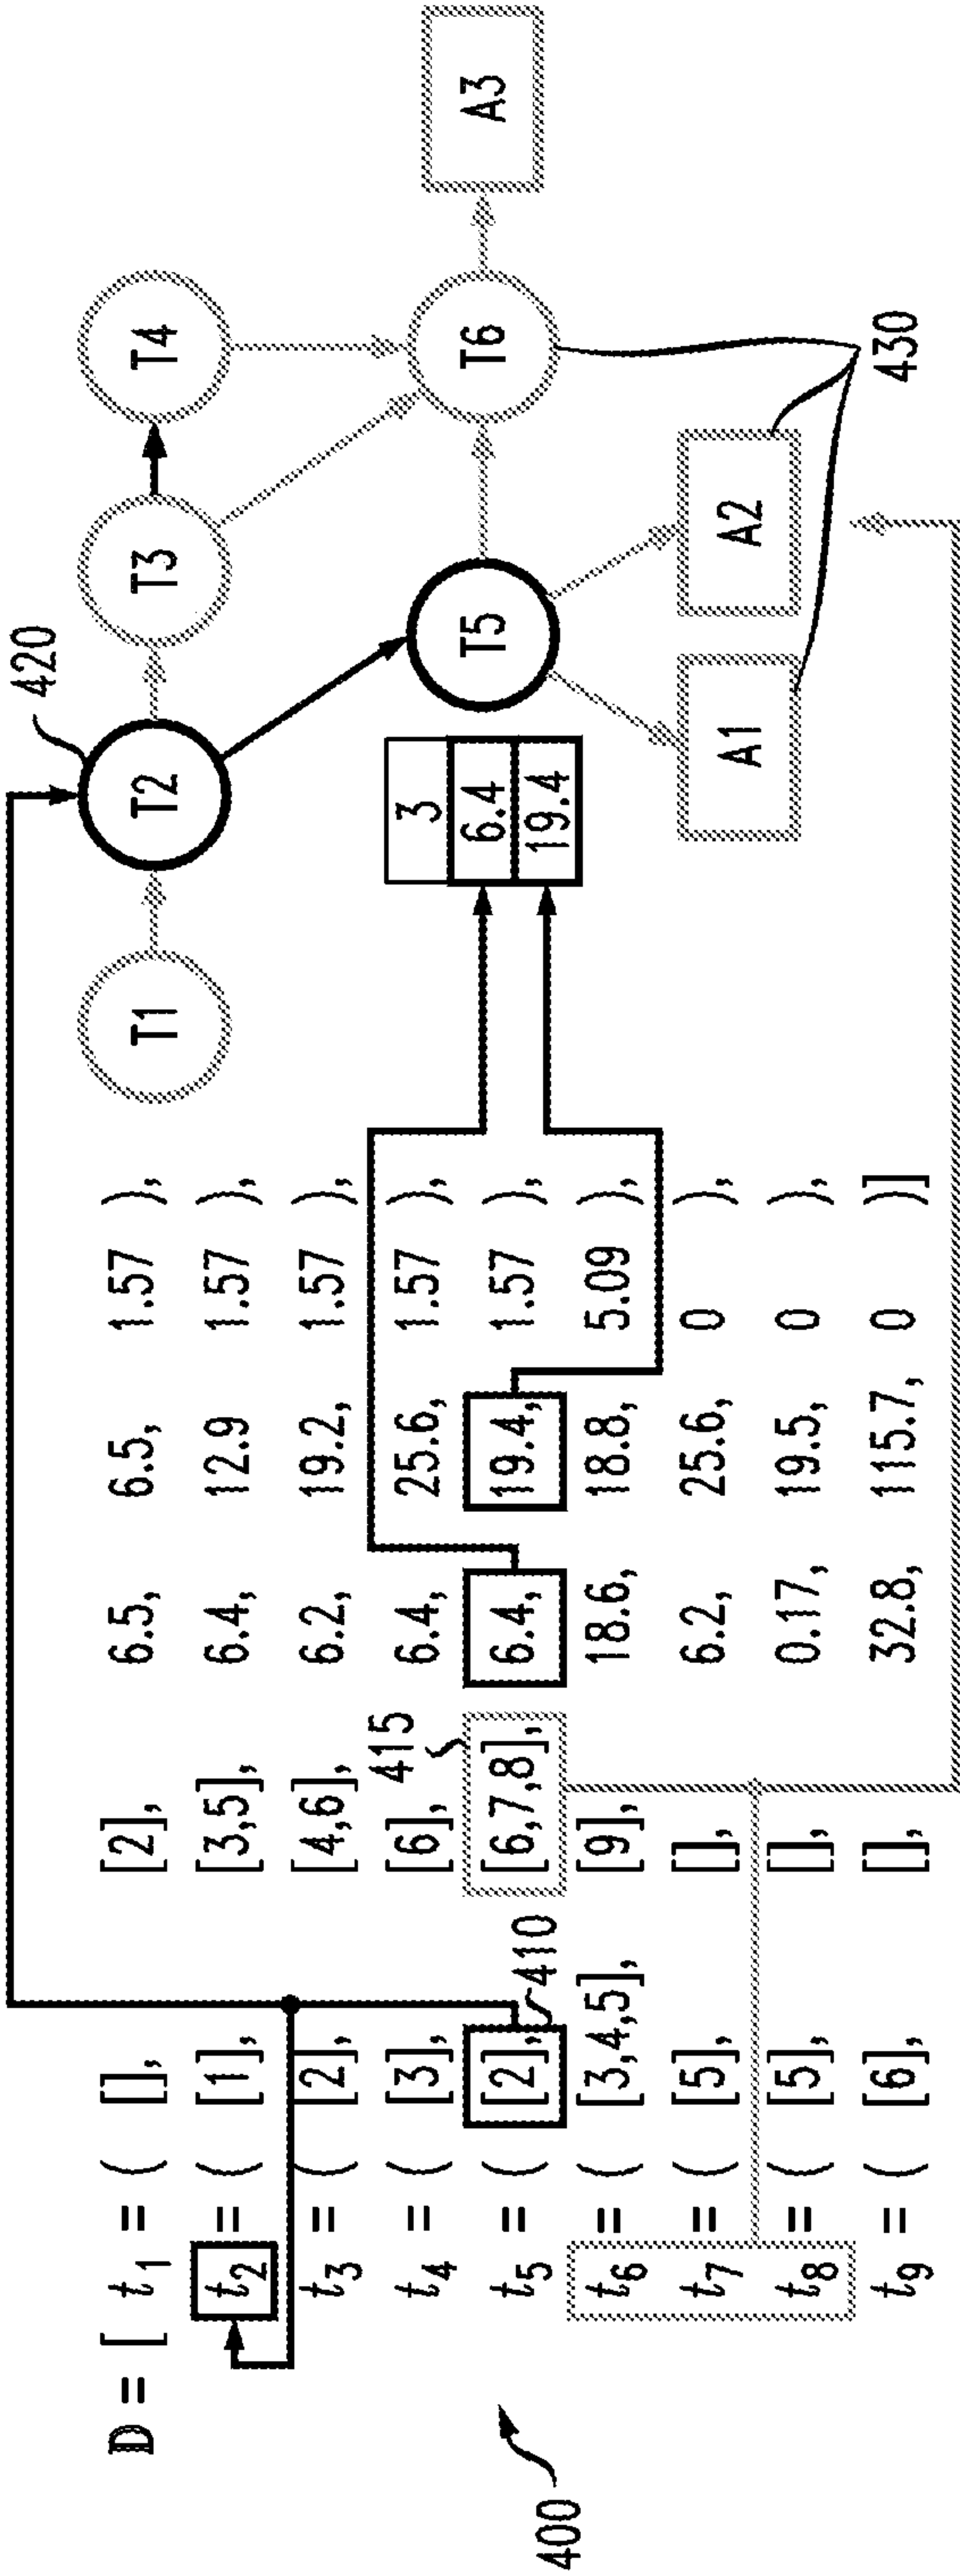 D = [ t1 = ( [], [2], 6.5, 6.5, 1.57 ),
t2 = ( [1], [3,5], 6.4, 12.9 1.57 ),
t3 = ( [2], [4,6], 6.2, 19.2, 1.57 ),
t4 = ( [3], [6], 6.4, 25.6, 1.57 ),
t5 = ( [2], [6,7,8], 6.4, 19.4, 1.57 ),
t6 = ( [3,4,5], [9], 18.6, 18.8, 5.09 ),
t7 = ( [5], [], 6.2, 25.6, 0 ),
t8 = ( [5], [], 0.17, 19.5, 0 ),
t9 = ( [6], [], 32.8, 115.7, 0 )]
400
410
415
420
T1
T2
T3
T4
3
6.4
19.4
T5
T6
A3
A1
A2
430